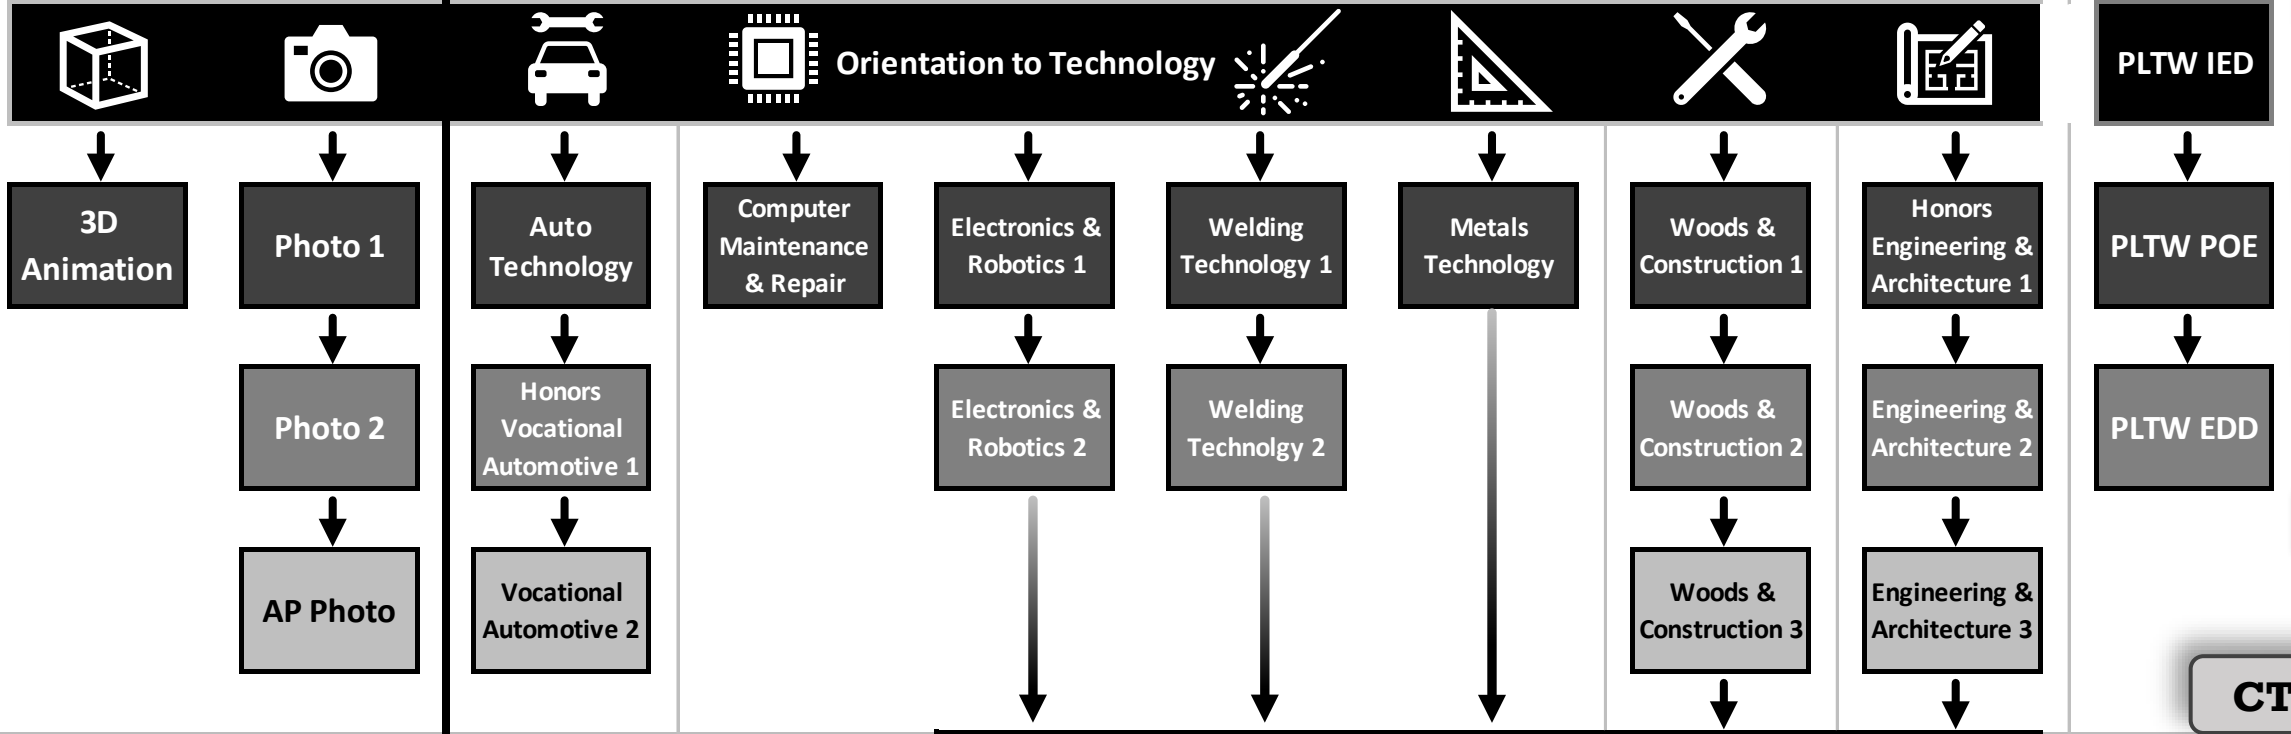 Orientation to Technology
PLTW IED
3D
Animation
Photo 1
Auto
Technology
Computer
Maintenance
& Repair
Electronics &
Robotics 1
Welding
Technology 1
Metals
Technology
Woods &
Construction 1
Honors
Engineering &
Architecture 1
PLTW POE
Photo 2
Honors
Vocational
Automotive 1
Electronics &
Robotics 2
Welding
Technolgy 2
Woods &
Construction 2
Engineering &
Architecture 2
PLTW EDD
AP Photo
Vocational
Automotive 2
Woods &
Construction 3
Engineering &
Architecture 3
CT